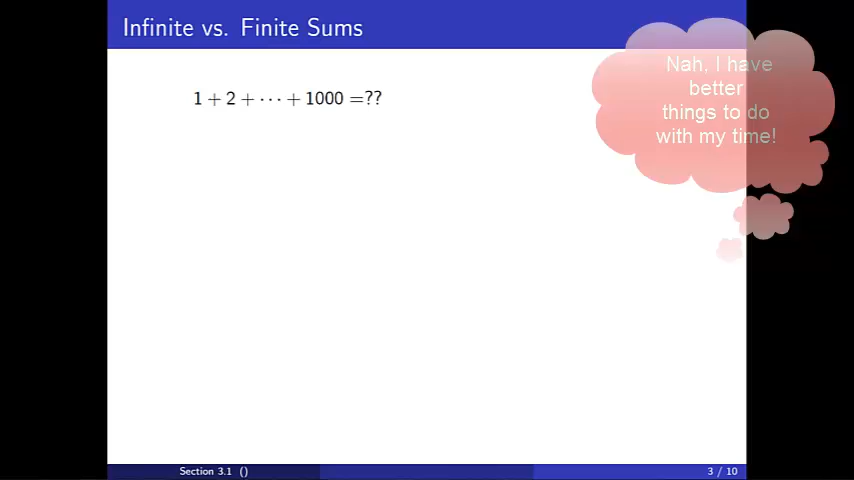 Infinite vs. Finite Sums
Nah, I have
better
things to do
with my time!
1 + 2 + ··· + 1000 =??
Section 3.1 ()
3 / 10